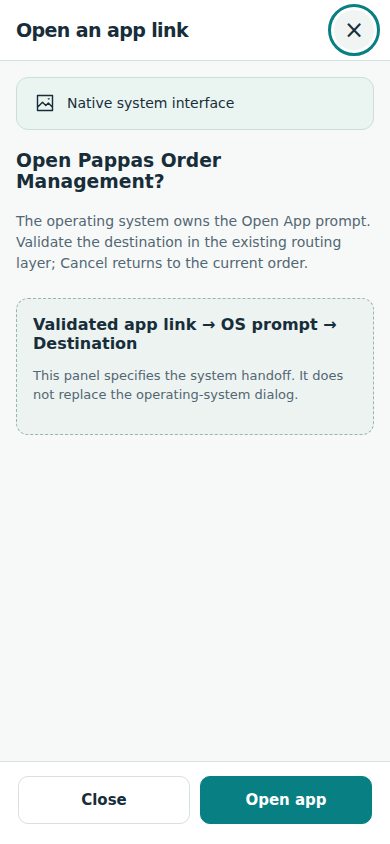 Open an app link
Native system interface
Open Pappas Order
Management?
The operating system owns the Open App prompt.
Validate the destination in the existing routing
layer; Cancel returns to the current order.
Validated app link → OS prompt →
Destination
This panel specifies the system handoff. It does
not replace the operating-system dialog.
Close
Open app